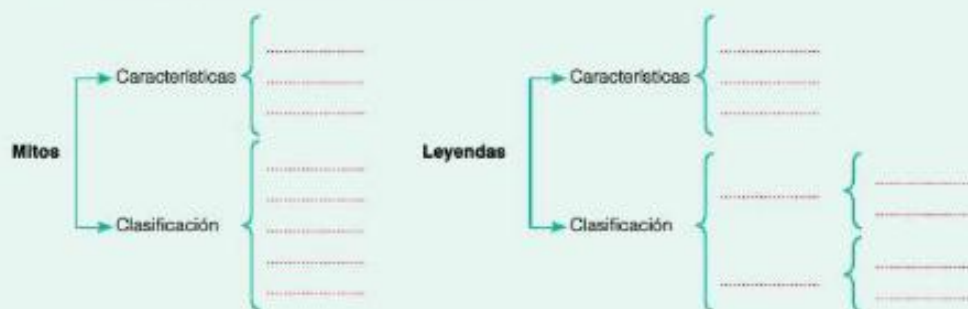 Características
Características
Mitos
Leyendas
Clasificación
Clasificación